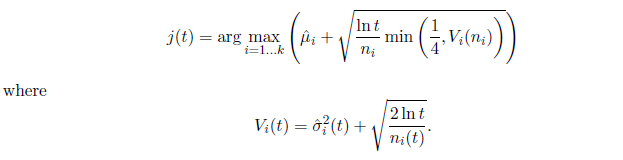 j(t) = arg max_{i=1...k} ( μ̂_i + √( (ln t / n_i) min ( 1/4, V_i(n_i) ) ) )
where
V_i(t) = σ̂_i^2(t) + √( 2 ln t / n_i(t) ).